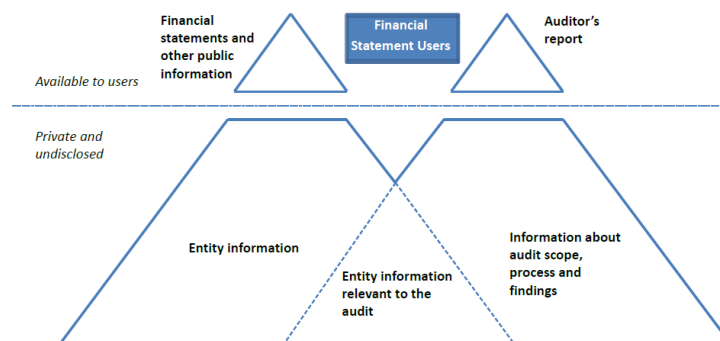 Financial
statements and
other public
information
Financial
Statement Users
Auditor's
report
Available to users
Private and
undisclosed
Entity information
Entity information
relevant to the
audit
Information about
audit scope,
process and
findings